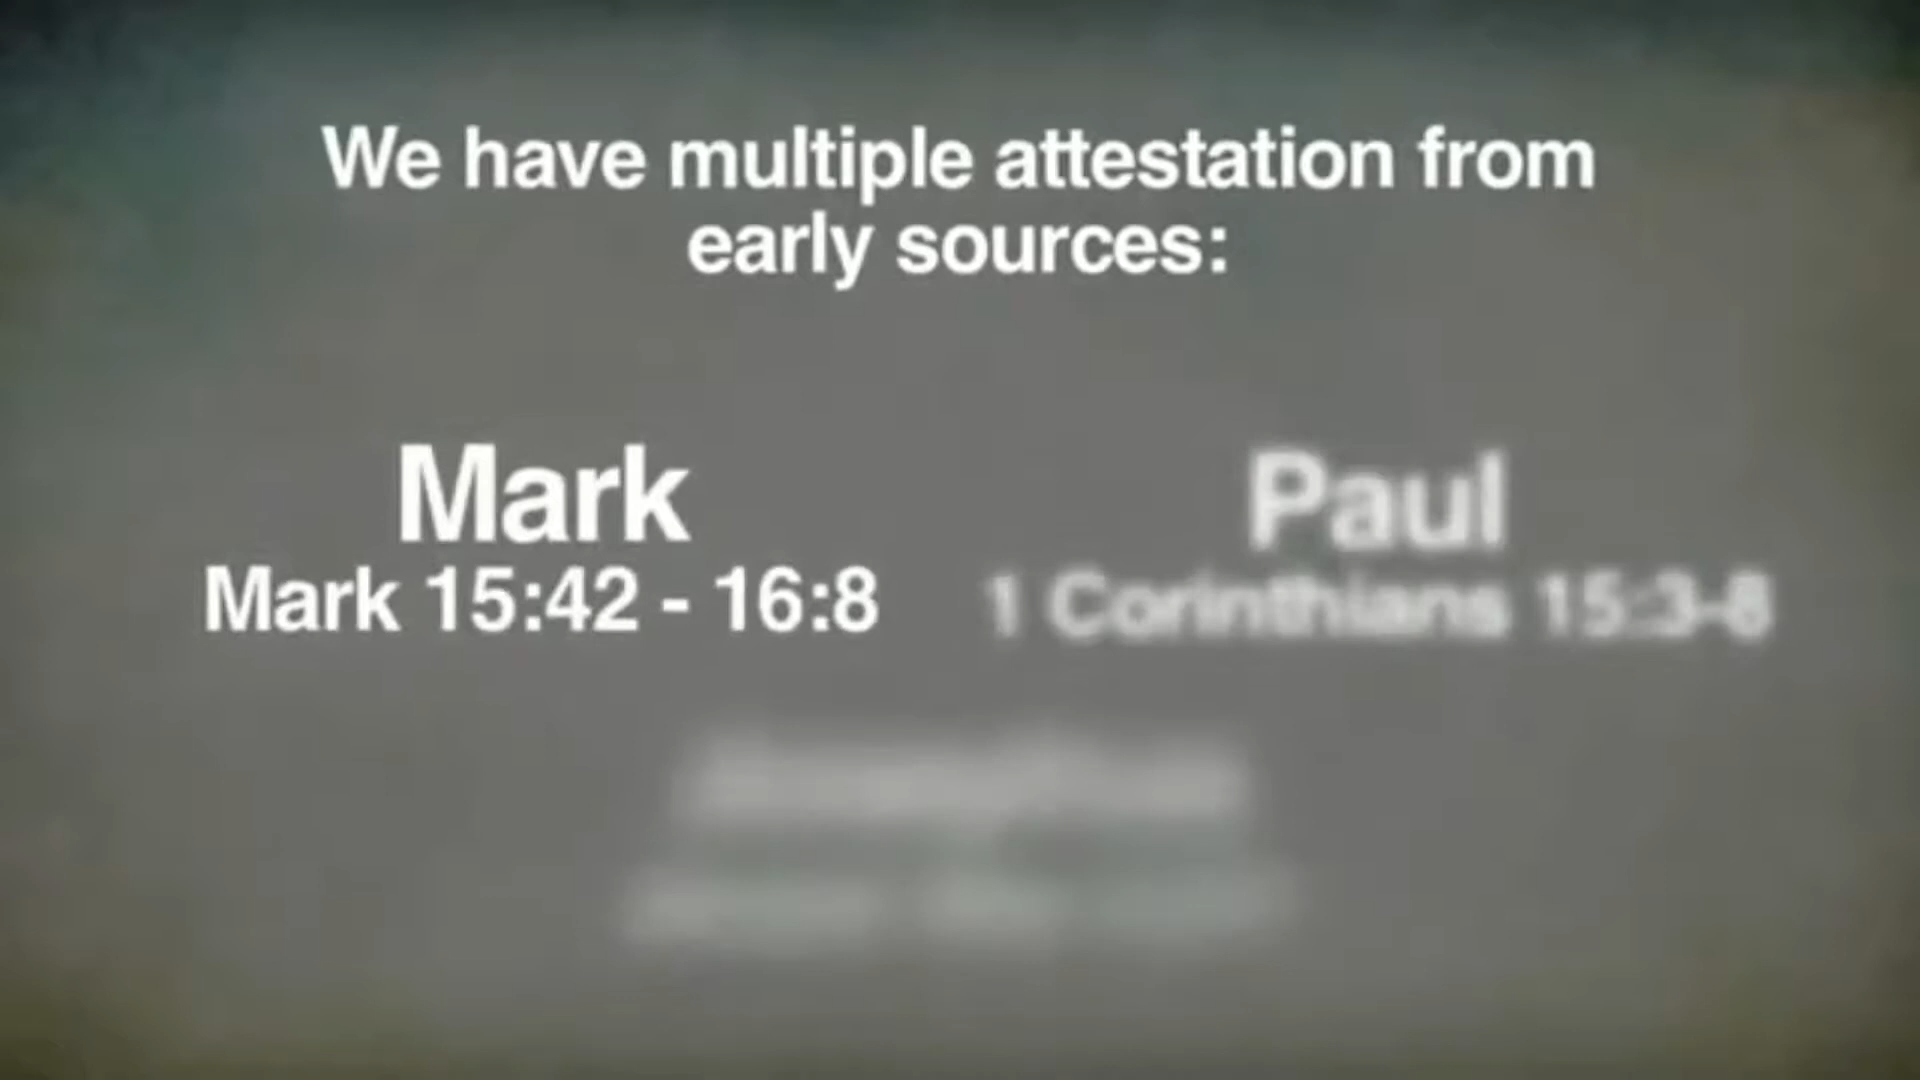 We have multiple attestation from
early sources:
Mark
Paul
Mark 15:42 - 16:8
1 Corinthians 15:3-8